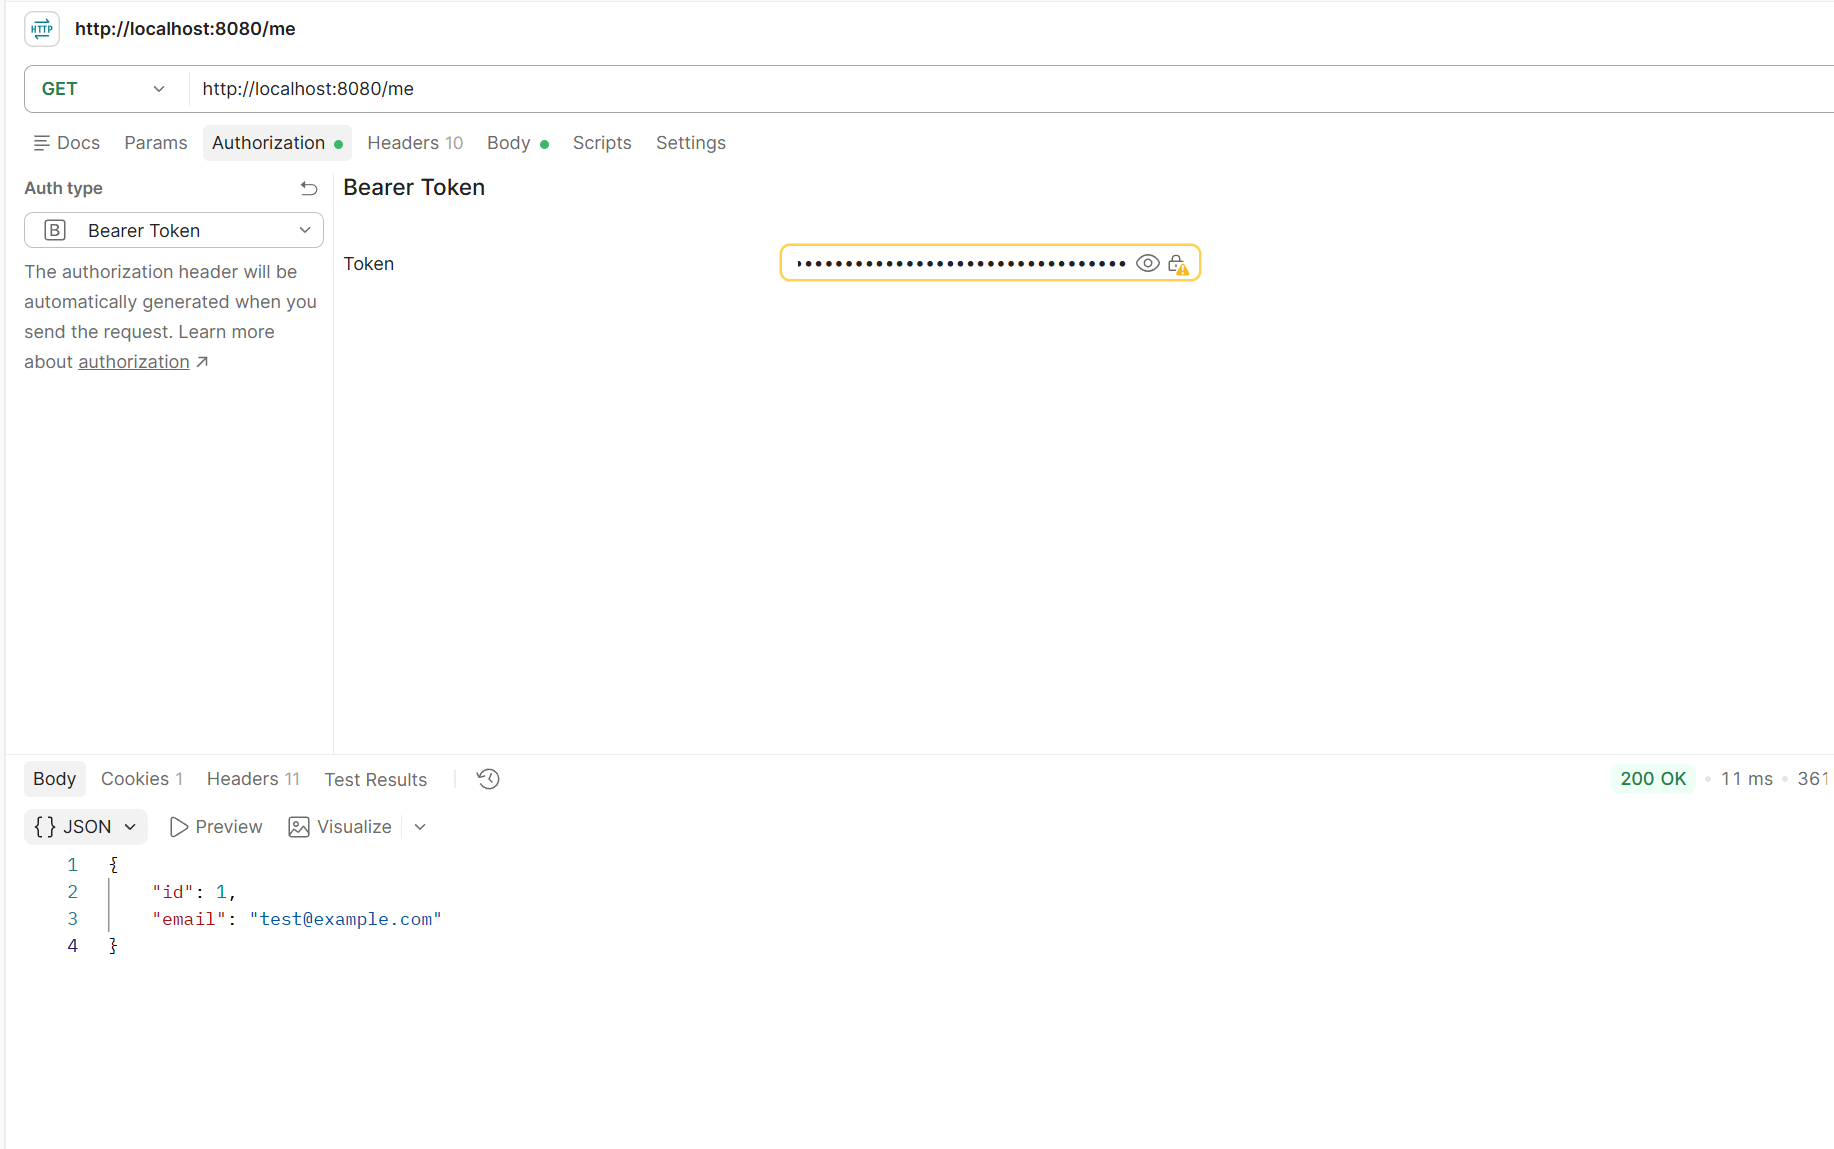 HTTP http://localhost:8080/me
GET http://localhost:8080/me
Docs Params Authorization Headers 10 Body Scripts Settings
Auth type
B Bearer Token
The authorization header will be
automatically generated when you
send the request. Learn more
about authorization ↗
Bearer Token
Token ••••••••••••••••••••••••••••••••
Body Cookies 1 Headers 11 Test Results 200 OK • 11 ms • 361
{} JSON Preview Visualize
1 {
2 "id": 1,
3 "email": "test@example.com"
4 }